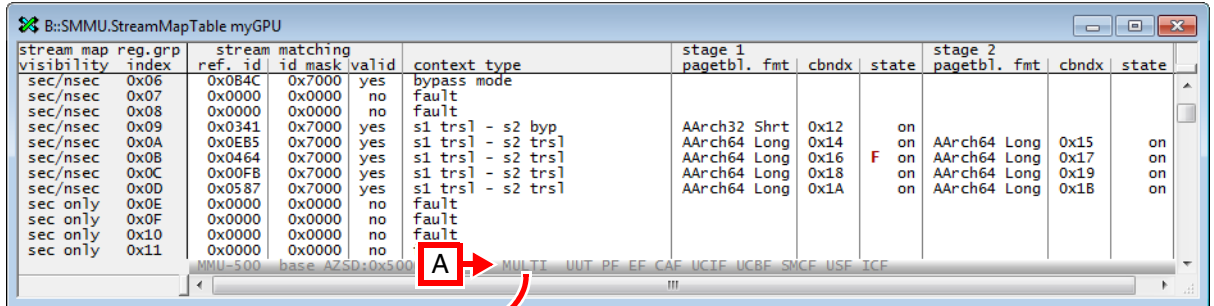 B::SMMU.StreamMapTable myGPU
stream map reg.grp stream matching stage 1 stage 2
visibility index ref. id id mask valid context type pagetbl. fmt cbndx state pagetbl. fmt cbndx state
sec/nsec 0x06 0x0B4C 0x7000 yes bypass mode
sec/nsec 0x07 0x0000 0x0000 no fault
sec/nsec 0x08 0x0000 0x0000 no fault
sec/nsec 0x09 0x0341 0x7000 yes s1 trsl - s2 byp AArch32 Shrt 0x12 on
sec/nsec 0x0A 0x0EB5 0x7000 yes s1 trsl - s2 trsl AArch64 Long 0x14 on AArch64 Long 0x15 on
sec/nsec 0x0B 0x0464 0x7000 yes s1 trsl - s2 trsl AArch64 Long 0x16 F on AArch64 Long 0x17 on
sec/nsec 0x0C 0x00FB 0x7000 yes s1 trsl - s2 trsl AArch64 Long 0x18 on AArch64 Long 0x19 on
sec/nsec 0x0D 0x0587 0x7000 yes s1 trsl - s2 trsl AArch64 Long 0x1A on AArch64 Long 0x1B on
sec only 0x0E 0x0000 0x0000 no fault
sec only 0x0F 0x0000 0x0000 no fault
sec only 0x10 0x0000 0x0000 no fault
sec only 0x11 0x0000 0x0000 no
MMU-500 base AZSD:0x500 A MULTI UUT PF EF CAF UCIF UCBF SMCF USF ICF